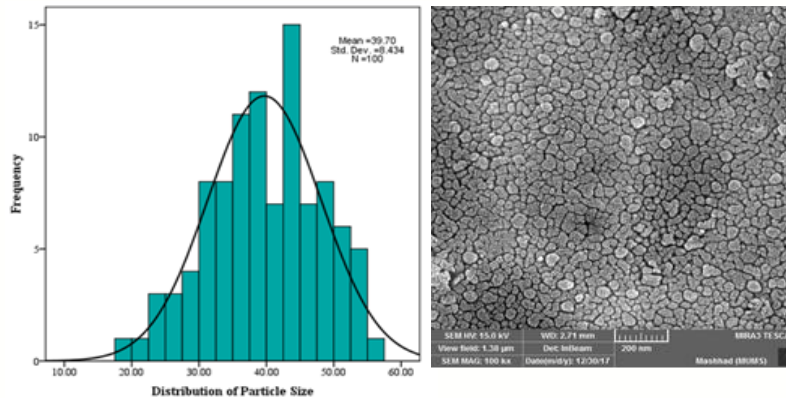 15
10
5
0
Frequency
Mean =39.70
Std. Dev. =8.434
N =100
10.00 20.00 30.00 40.00 50.00 60.00
Distribution of Particle Size
SEM HV: 15.0 kV WD: 2.71 mm MIRA3 TESCA
View field: 1.38 µm Det: InBeam 200 nm
SEM MAG: 100 kx Date(m/d/y): 12/30/17 Mashhad (MUMS)